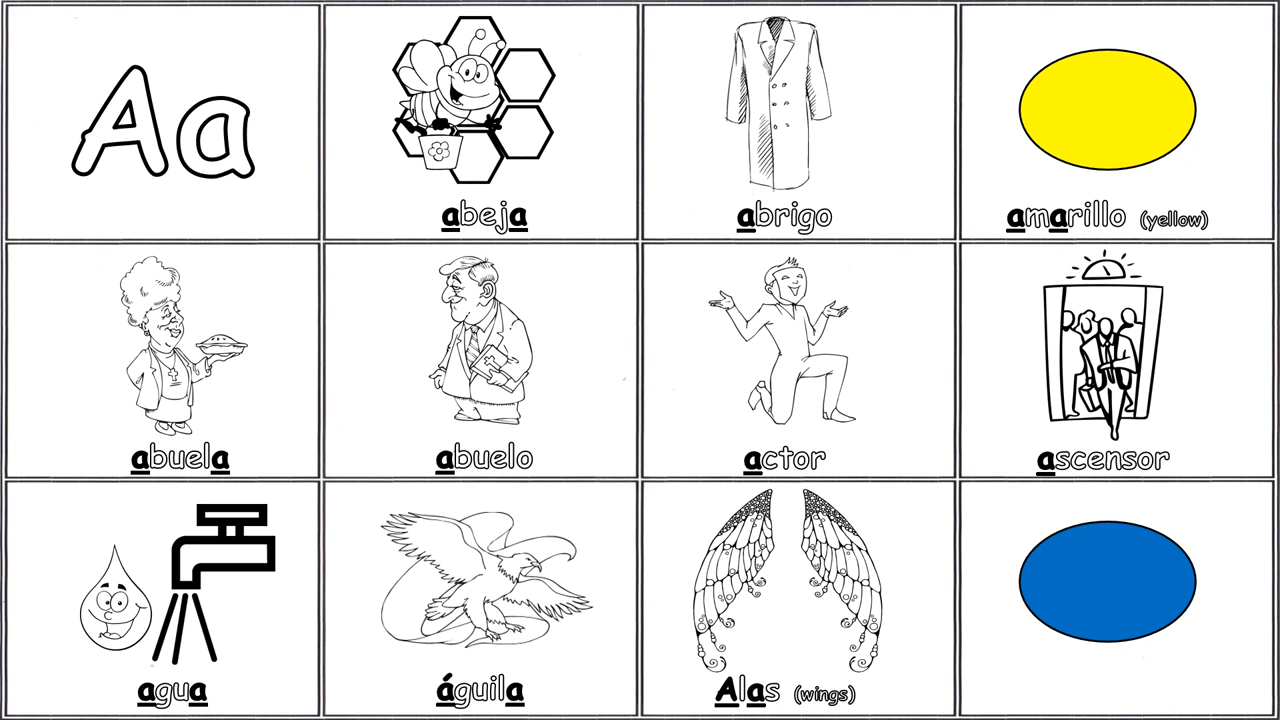 Aa
abeja
abrigo
amarillo (yellow)
abuela
abuelo
actor
ascensor
agua
águila
Alas (wings)